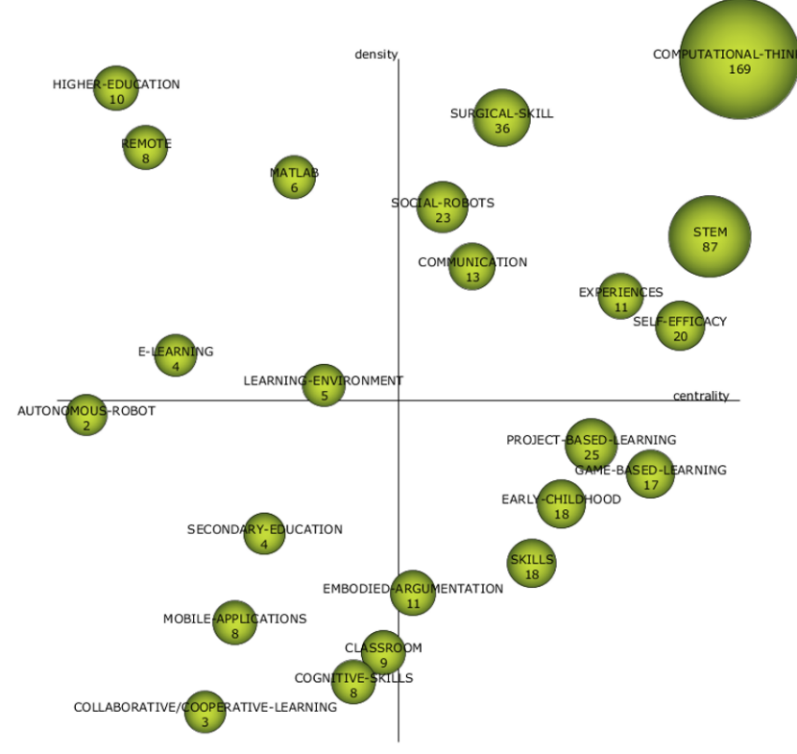 density
COMPUTATIONAL-THIN
169
HIGHER-EDUCATION
10
SURGICAL-SKILL
36
REMOTE
8
MATLAB
6
SOCIAL-ROBOTS
23
STEM
87
COMMUNICATION
13
EXPERIENCES
11
SELF-EFFICACY
20
E-LEARNING
4
LEARNING-ENVIRONMENT
5
centrality
AUTONOMOUS-ROBOT
2
PROJECT-BASED-LEARNING
25
GAME-BASED-LEARNING
17
EARLY-CHILDHOOD
18
SECONDARY-EDUCATION
4
SKILLS
18
EMBODIED-ARGUMENTATION
11
MOBILE-APPLICATIONS
8
CLASSROOM
9
COGNITIVE-SKILLS
8
COLLABORATIVE/COOPERATIVE-LEARNING
3